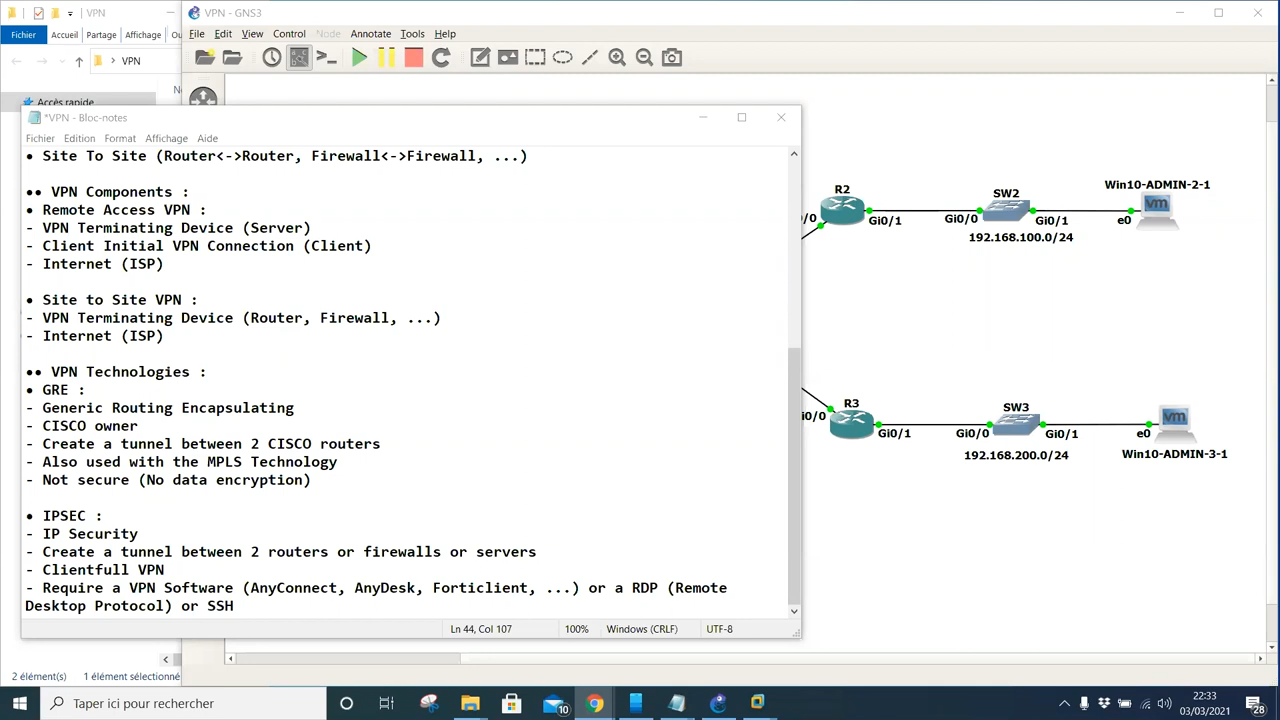 VPN
VPN - GNS3
Fichier
Accueil
Partage
Affichage
File
Edit
View
Control
Node
Annotate
Tools
Help
VPN
Accès rapide
*VPN - Bloc-notes
Fichier
Edition
Format
Affichage
Aide
• Site To Site (Router<->Router, Firewall<->Firewall, ...)
•• VPN Components :
• Remote Access VPN :
- VPN Terminating Device (Server)
- Client Initial VPN Connection (Client)
- Internet (ISP)
• Site to Site VPN :
- VPN Terminating Device (Router, Firewall, ...)
- Internet (ISP)
•• VPN Technologies :
• GRE :
- Generic Routing Encapsulating
- CISCO owner
- Create a tunnel between 2 CISCO routers
- Also used with the MPLS Technology
- Not secure (No data encryption)
• IPSEC :
- IP Security
- Create a tunnel between 2 routers or firewalls or servers
- Clientfull VPN
- Require a VPN Software (AnyConnect, AnyDesk, Forticlient, ...) or a RDP (Remote
Desktop Protocol) or SSH
Ln 44, Col 107
100%
Windows (CRLF)
UTF-8
R2
/0
Gi0/1
SW2
Gi0/0
Gi0/1
192.168.100.0/24
Win10-ADMIN-2-1
e0
R3
i0/0
Gi0/1
SW3
Gi0/0
Gi0/1
192.168.200.0/24
e0
Win10-ADMIN-3-1
2 élément(s)
1 élément sélectionné
Taper ici pour rechercher
10
22:33
03/03/2021
28